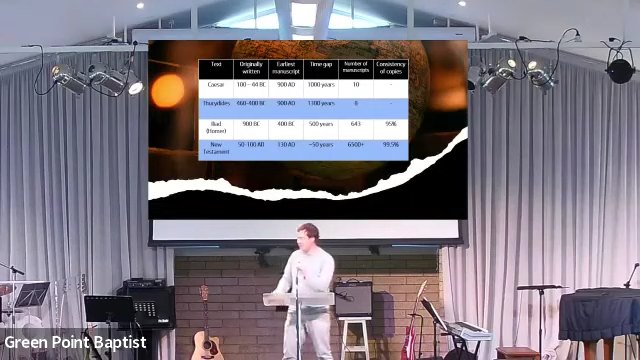 Text Originally written Earliest manuscript Time gap Number of manuscripts Consistency of copies
Caesar 100 - 44 BC 900 AD 1000 years 10 -
Thucydides 460-400 BC 900 AD 1300 years 8 -
Iliad (Homer) 900 BC 400 BC 500 years 643 95%
New Testament 50-100 AD 130 AD ~50 years 6500+ 99.5%
Green Point Baptist